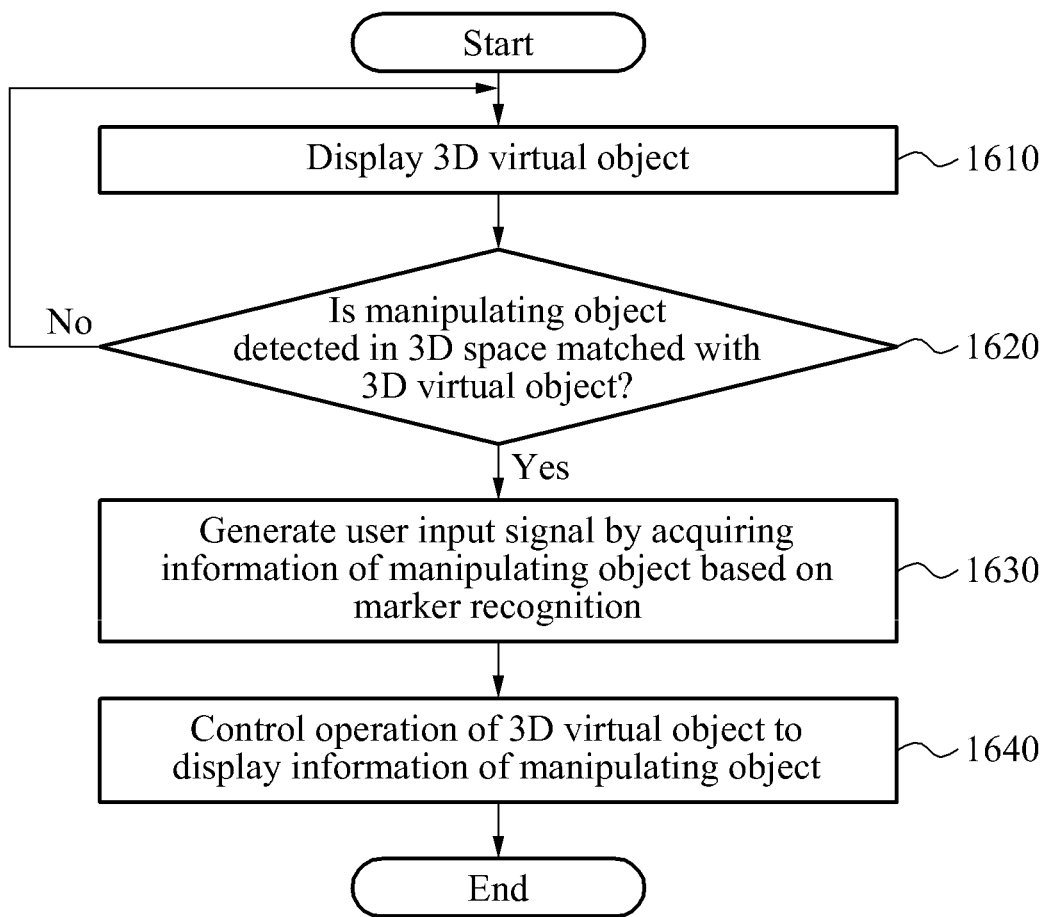 Start
Display 3D virtual object
1610
Is manipulating object
detected in 3D space matched with
3D virtual object?
No
1620
Yes
Generate user input signal by acquiring
information of manipulating object based on
marker recognition
1630
Control operation of 3D virtual object to
display information of manipulating object
1640
End